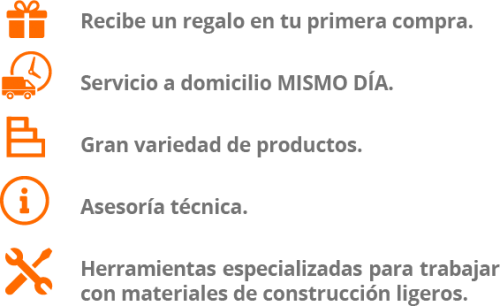 Recibe un regalo en tu primera compra.
Servicio a domicilio MISMO DÍA.
Gran variedad de productos.
Asesoría técnica.
Herramientas especializadas para trabajar
con materiales de construcción ligeros.